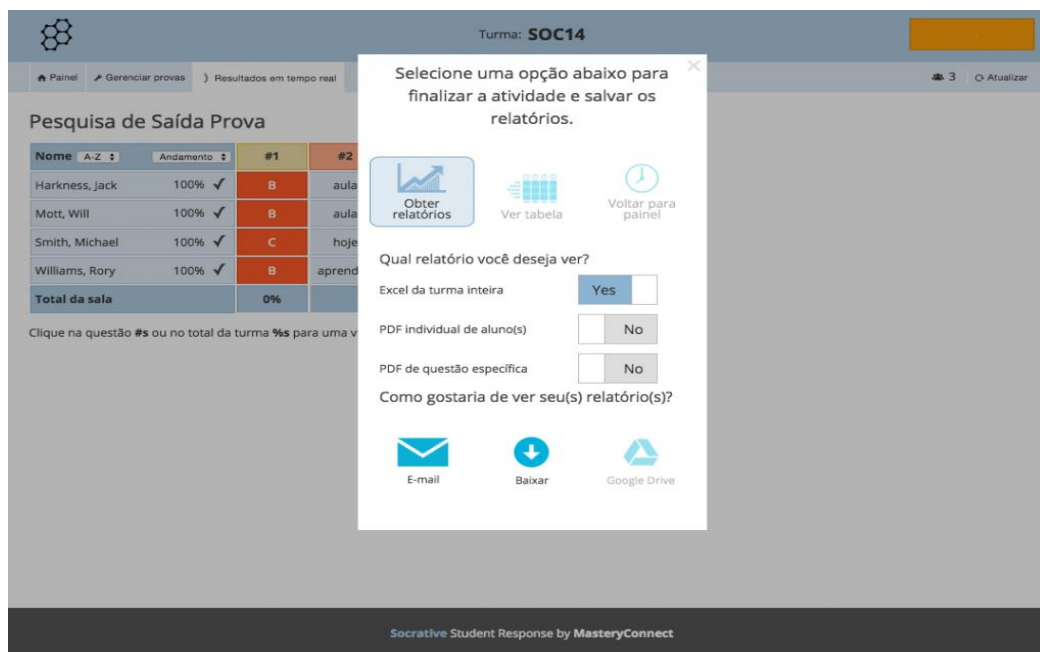 Turma: SOC14
Painel Gerenciar provas Resultados em tempo real 3 Atualizar
Pesquisa de Saída Prova
Nome A-Z Andamento #1 #2
Harkness, Jack 100% B aula
Mott, Will 100% B aula
Smith, Michael 100% C hoje
Williams, Rory 100% B aprend
Total da sala 0%
Clique na questão #s ou no total da turma %s para uma v
Selecione uma opção abaixo para
finalizar a atividade e salvar os
relatórios.
Obter
relatórios
Ver tabela
Voltar para
painel
Qual relatório você deseja ver?
Excel da turma inteira Yes
PDF individual de aluno(s) No
PDF de questão específica No
Como gostaria de ver seu(s) relatório(s)?
E-mail Baixar Google Drive
Socrative Student Response by MasteryConnect